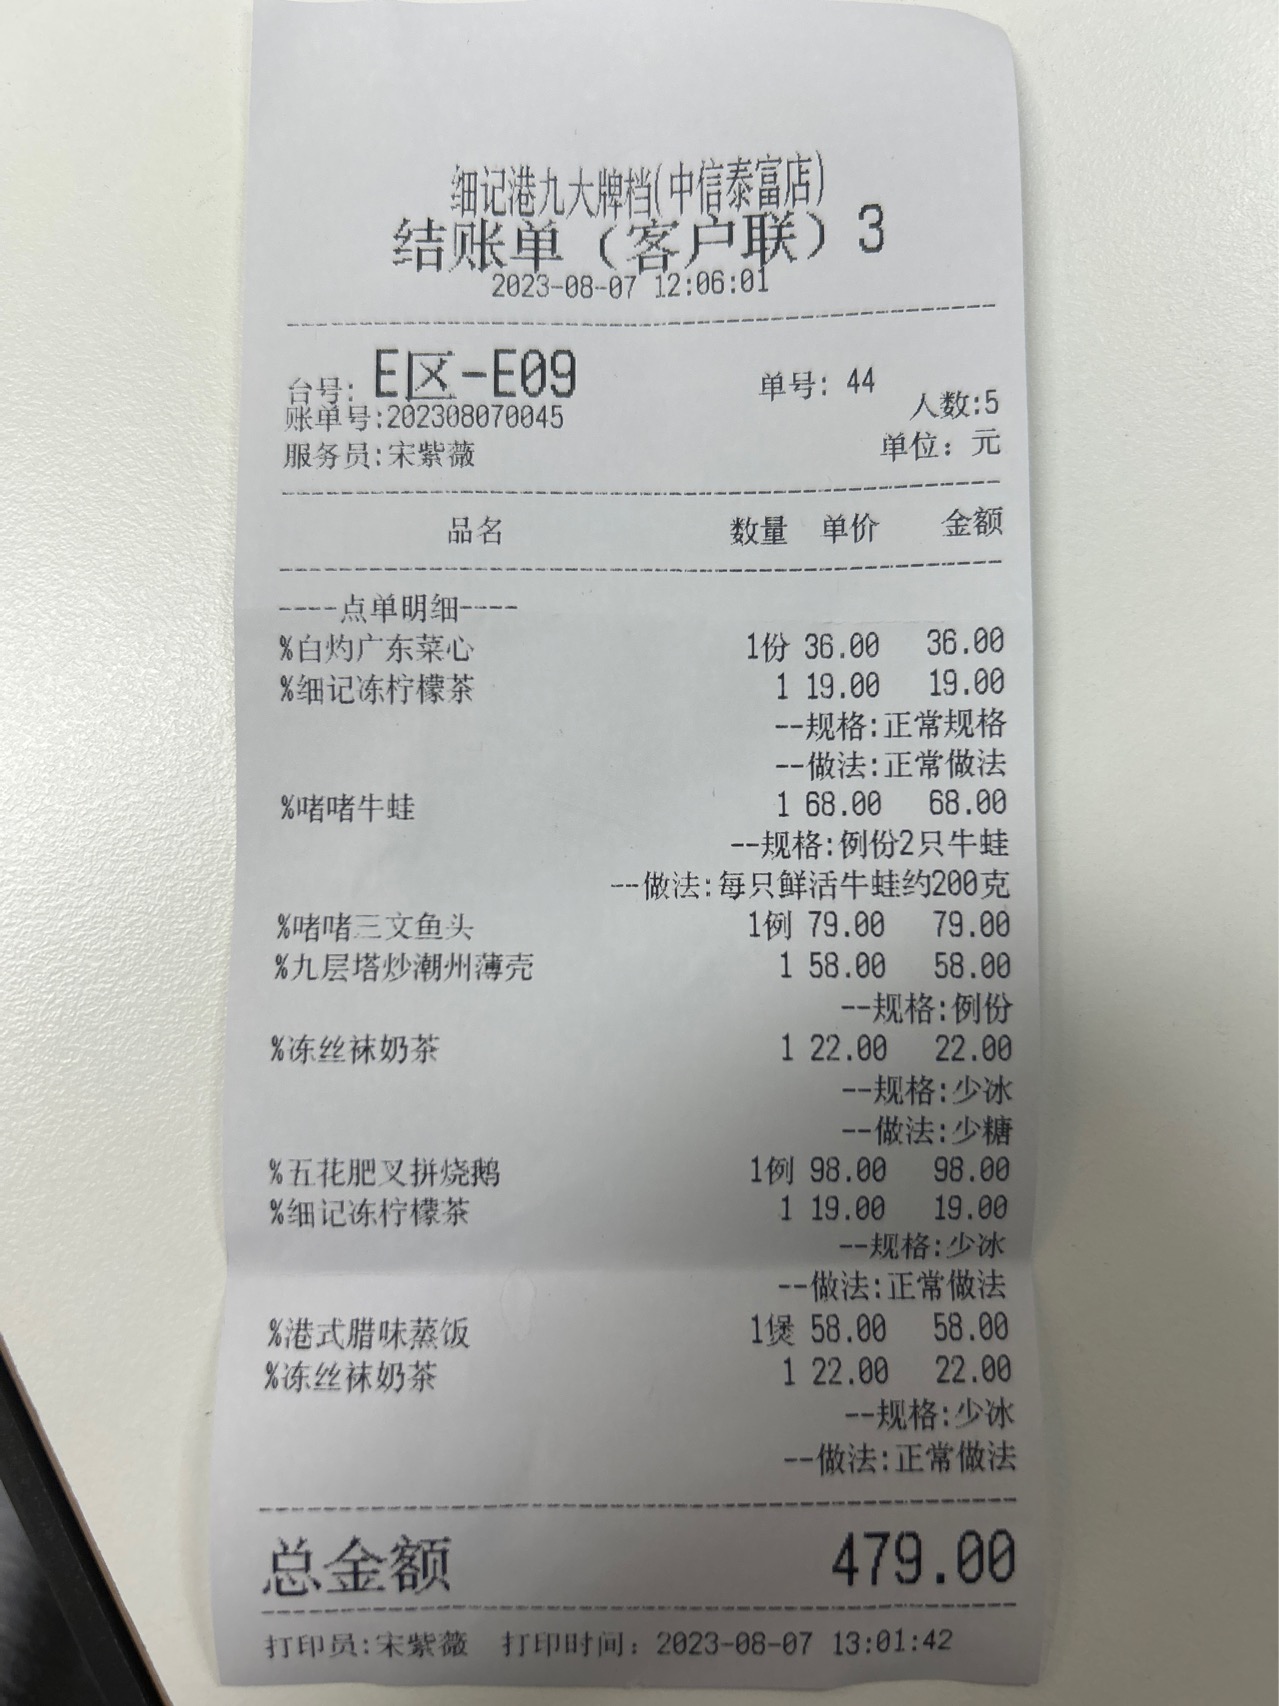 细记港九大牌档(中信泰富店)
结账单（客户联）3
2023-08-07 12:06:01
台号: E区-E09 单号: 44
账单号:202308070045 人数:5
服务员:宋紫薇 单位: 元
品名 数量 单价 金额
----点单明细----
%白灼广东菜心 1份 36.00 36.00
%细记冻柠檬茶 1 19.00 19.00
--规格:正常规格
--做法:正常做法
%啫啫牛蛙 1 68.00 68.00
--规格:例份2只牛蛙
--做法:每只鲜活牛蛙约200克
%啫啫三文鱼头 1例 79.00 79.00
%九层塔炒潮州薄壳 1 58.00 58.00
--规格:例份
%冻丝袜奶茶 1 22.00 22.00
--规格:少冰
--做法:少糖
%五花肥叉拼烧鹅 1例 98.00 98.00
%细记冻柠檬茶 1 19.00 19.00
--规格:少冰
--做法:正常做法
%港式腊味蒸饭 1煲 58.00 58.00
%冻丝袜奶茶 1 22.00 22.00
--规格:少冰
--做法:正常做法
总金额 479.00
打印员:宋紫薇 打印时间: 2023-08-07 13:01:42